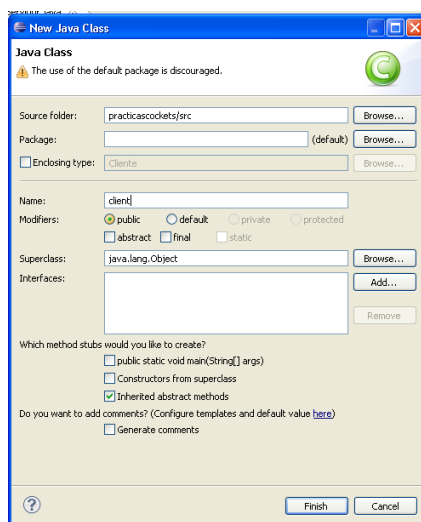 New Java Class
Java Class
The use of the default package is discouraged.
Source folder: practicascockets/src Browse...
Package: (default) Browse...
Enclosing type: Cliente Browse...
Name: client
Modifiers: public default private protected
abstract final static
Superclass: java.lang.Object Browse...
Interfaces: Add...
Remove
Which method stubs would you like to create?
public static void main(String[] args)
Constructors from superclass
Inherited abstract methods
Do you want to add comments? (Configure templates and default value here)
Generate comments
? Finish Cancel